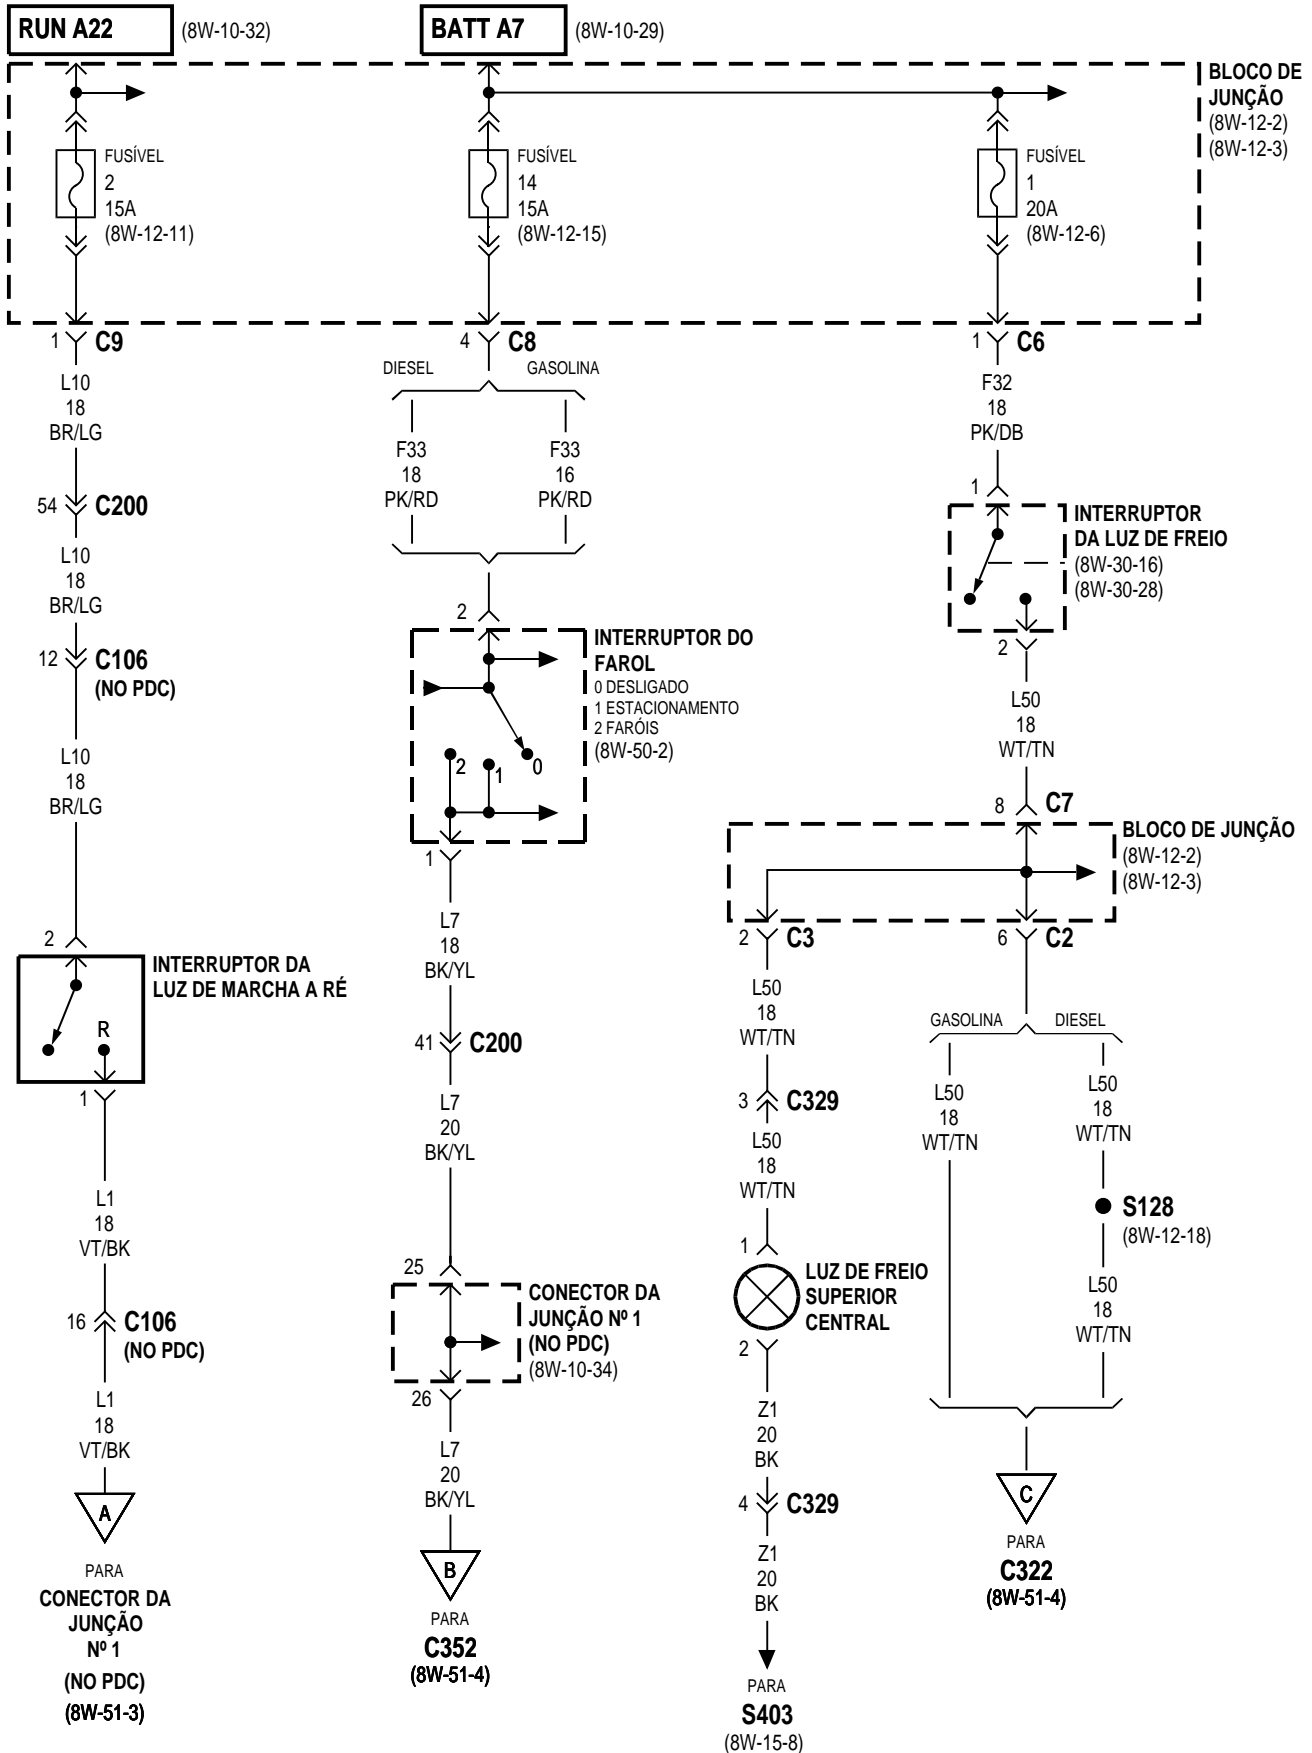 RUN A22
(8W-10-32)
BATT A7
(8W-10-29)
BLOCO DE
JUNÇÃO
(8W-12-2)
(8W-12-3)
FUSÍVEL
2
15A
(8W-12-11)
FUSÍVEL
14
15A
(8W-12-15)
FUSÍVEL
1
20A
(8W-12-6)
1
C9
4
C8
1
C6
L10
18
BR/LG
DIESEL
GASOLINA
F33
18
PK/RD
F33
16
PK/RD
F32
18
PK/DB
54
C200
L10
18
BR/LG
12
C106
(NO PDC)
L10
18
BR/LG
2
INTERRUPTOR DA
LUZ DE MARCHA A RÉ
R
1
L1
18
VT/BK
16
C106
(NO PDC)
L1
18
VT/BK
A
PARA
CONECTOR DA
JUNÇÃO
Nº 1
(NO PDC)
(8W-51-3)
2
INTERRUPTOR DO
FAROL
0 DESLIGADO
1 ESTACIONAMENTO
2 FARÓIS
(8W-50-2)
2
1
0
1
L7
18
BK/YL
41
C200
L7
20
BK/YL
25
CONECTOR DA
JUNÇÃO Nº 1
(NO PDC)
(8W-10-34)
26
L7
20
BK/YL
B
PARA
C352
(8W-51-4)
1
INTERRUPTOR
DA LUZ DE FREIO
(8W-30-16)
(8W-30-28)
2
L50
18
WT/TN
8
C7
BLOCO DE JUNÇÃO
(8W-12-2)
(8W-12-3)
2
C3
6
C2
L50
18
WT/TN
3
C329
L50
18
WT/TN
1
LUZ DE FREIO
SUPERIOR
CENTRAL
2
Z1
20
BK
4
C329
Z1
20
BK
PARA
S403
(8W-15-8)
GASOLINA
DIESEL
L50
18
WT/TN
L50
18
WT/TN
S128
(8W-12-18)
L50
18
WT/TN
C
PARA
C322
(8W-51-4)